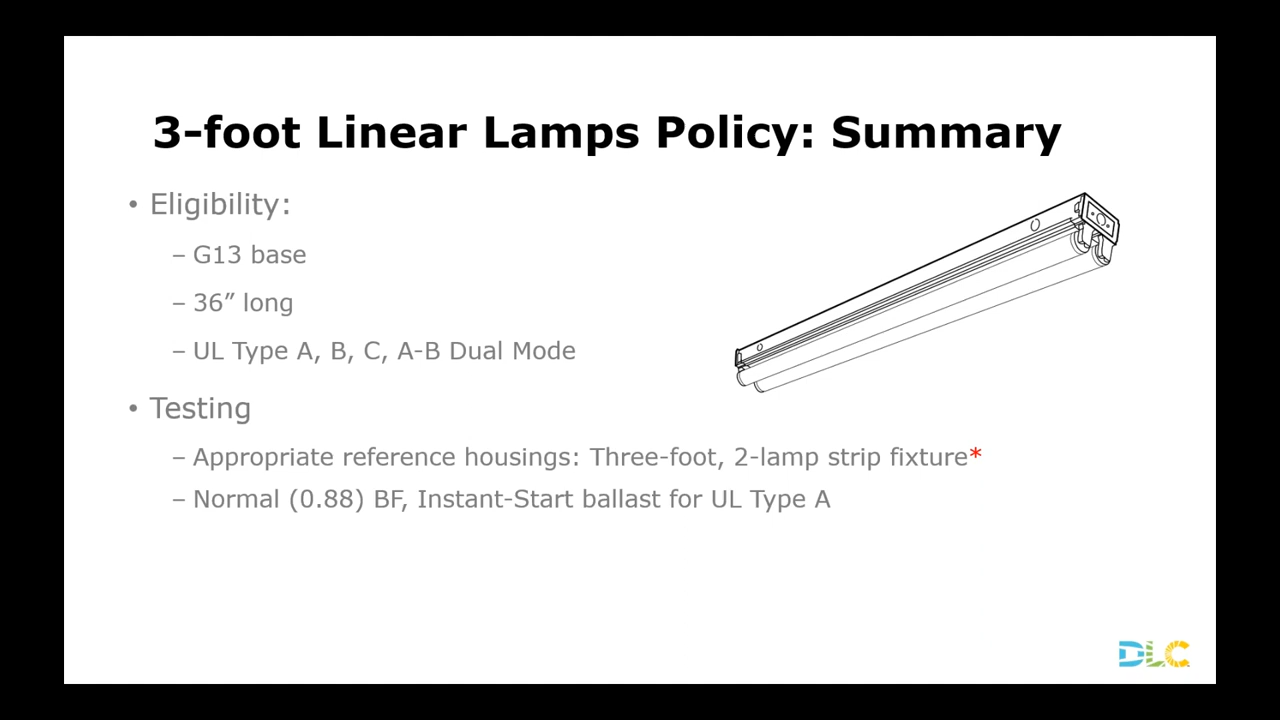 3-foot Linear Lamps Policy: Summary
• Eligibility:
– G13 base
– 36” long
– UL Type A, B, C, A-B Dual Mode
• Testing
– Appropriate reference housings: Three-foot, 2-lamp strip fixture*
– Normal (0.88) BF, Instant-Start ballast for UL Type A
DLC